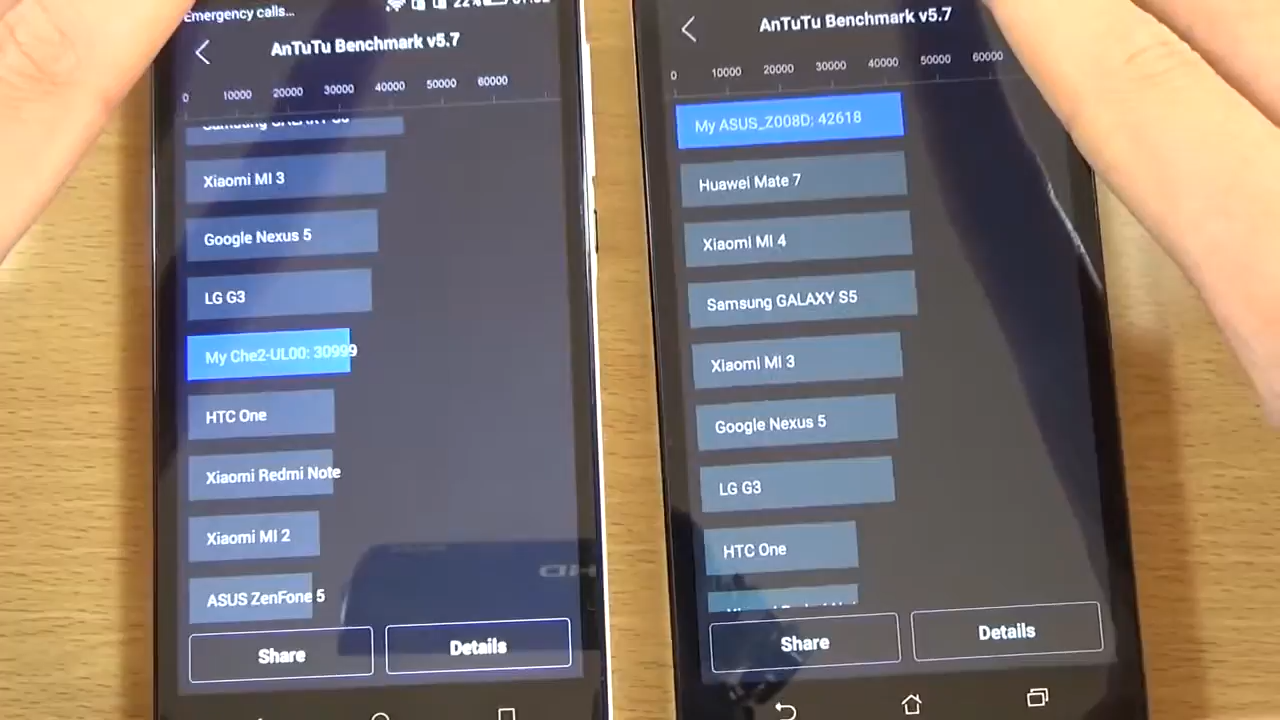 Emergency calls...
22%
AnTuTu Benchmark v5.7
0 10000 20000 30000 40000 50000 60000
Xiaomi MI 3
Google Nexus 5
LG G3
My Che2-UL00: 30999
HTC One
Xiaomi Redmi Note
Xiaomi MI 2
ASUS ZenFone 5
Share
Details
AnTuTu Benchmark v5.7
0 10000 20000 30000 40000 50000 60000
My ASUS_Z008D: 42618
Huawei Mate 7
Xiaomi MI 4
Samsung GALAXY S5
Xiaomi MI 3
Google Nexus 5
LG G3
HTC One
Share
Details